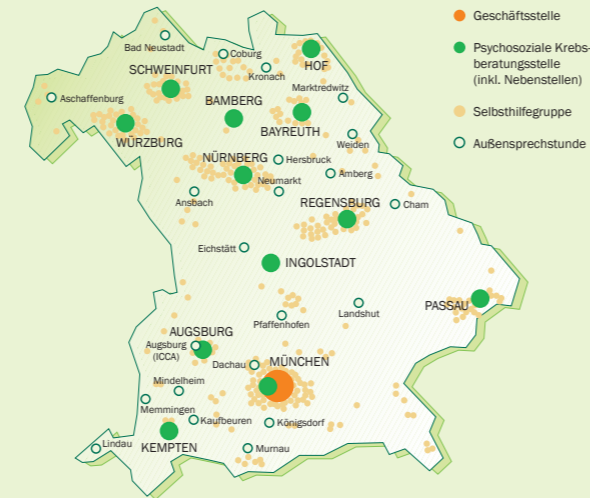 Geschäftsstelle
Psychosoziale Krebs-
beratungsstelle
(inkl. Nebenstellen)
Selbsthilfegruppe
Außensprechstunde
Bad Neustadt
Coburg
Kronach
HOF
SCHWEINFURT
Marktredwitz
Aschaffenburg
BAMBERG
BAYREUTH
WÜRZBURG
Weiden
NÜRNBERG
Hersbruck
Neumarkt
Amberg
Ansbach
REGENSBURG
Cham
Eichstätt
INGOLSTADT
PASSAU
Landshut
Pfaffenhofen
AUGSBURG
Augsburg
(ICCA)
Dachau
MÜNCHEN
Mindelheim
Memmingen
Kaufbeuren
Königsdorf
KEMPTEN
Lindau
Murnau